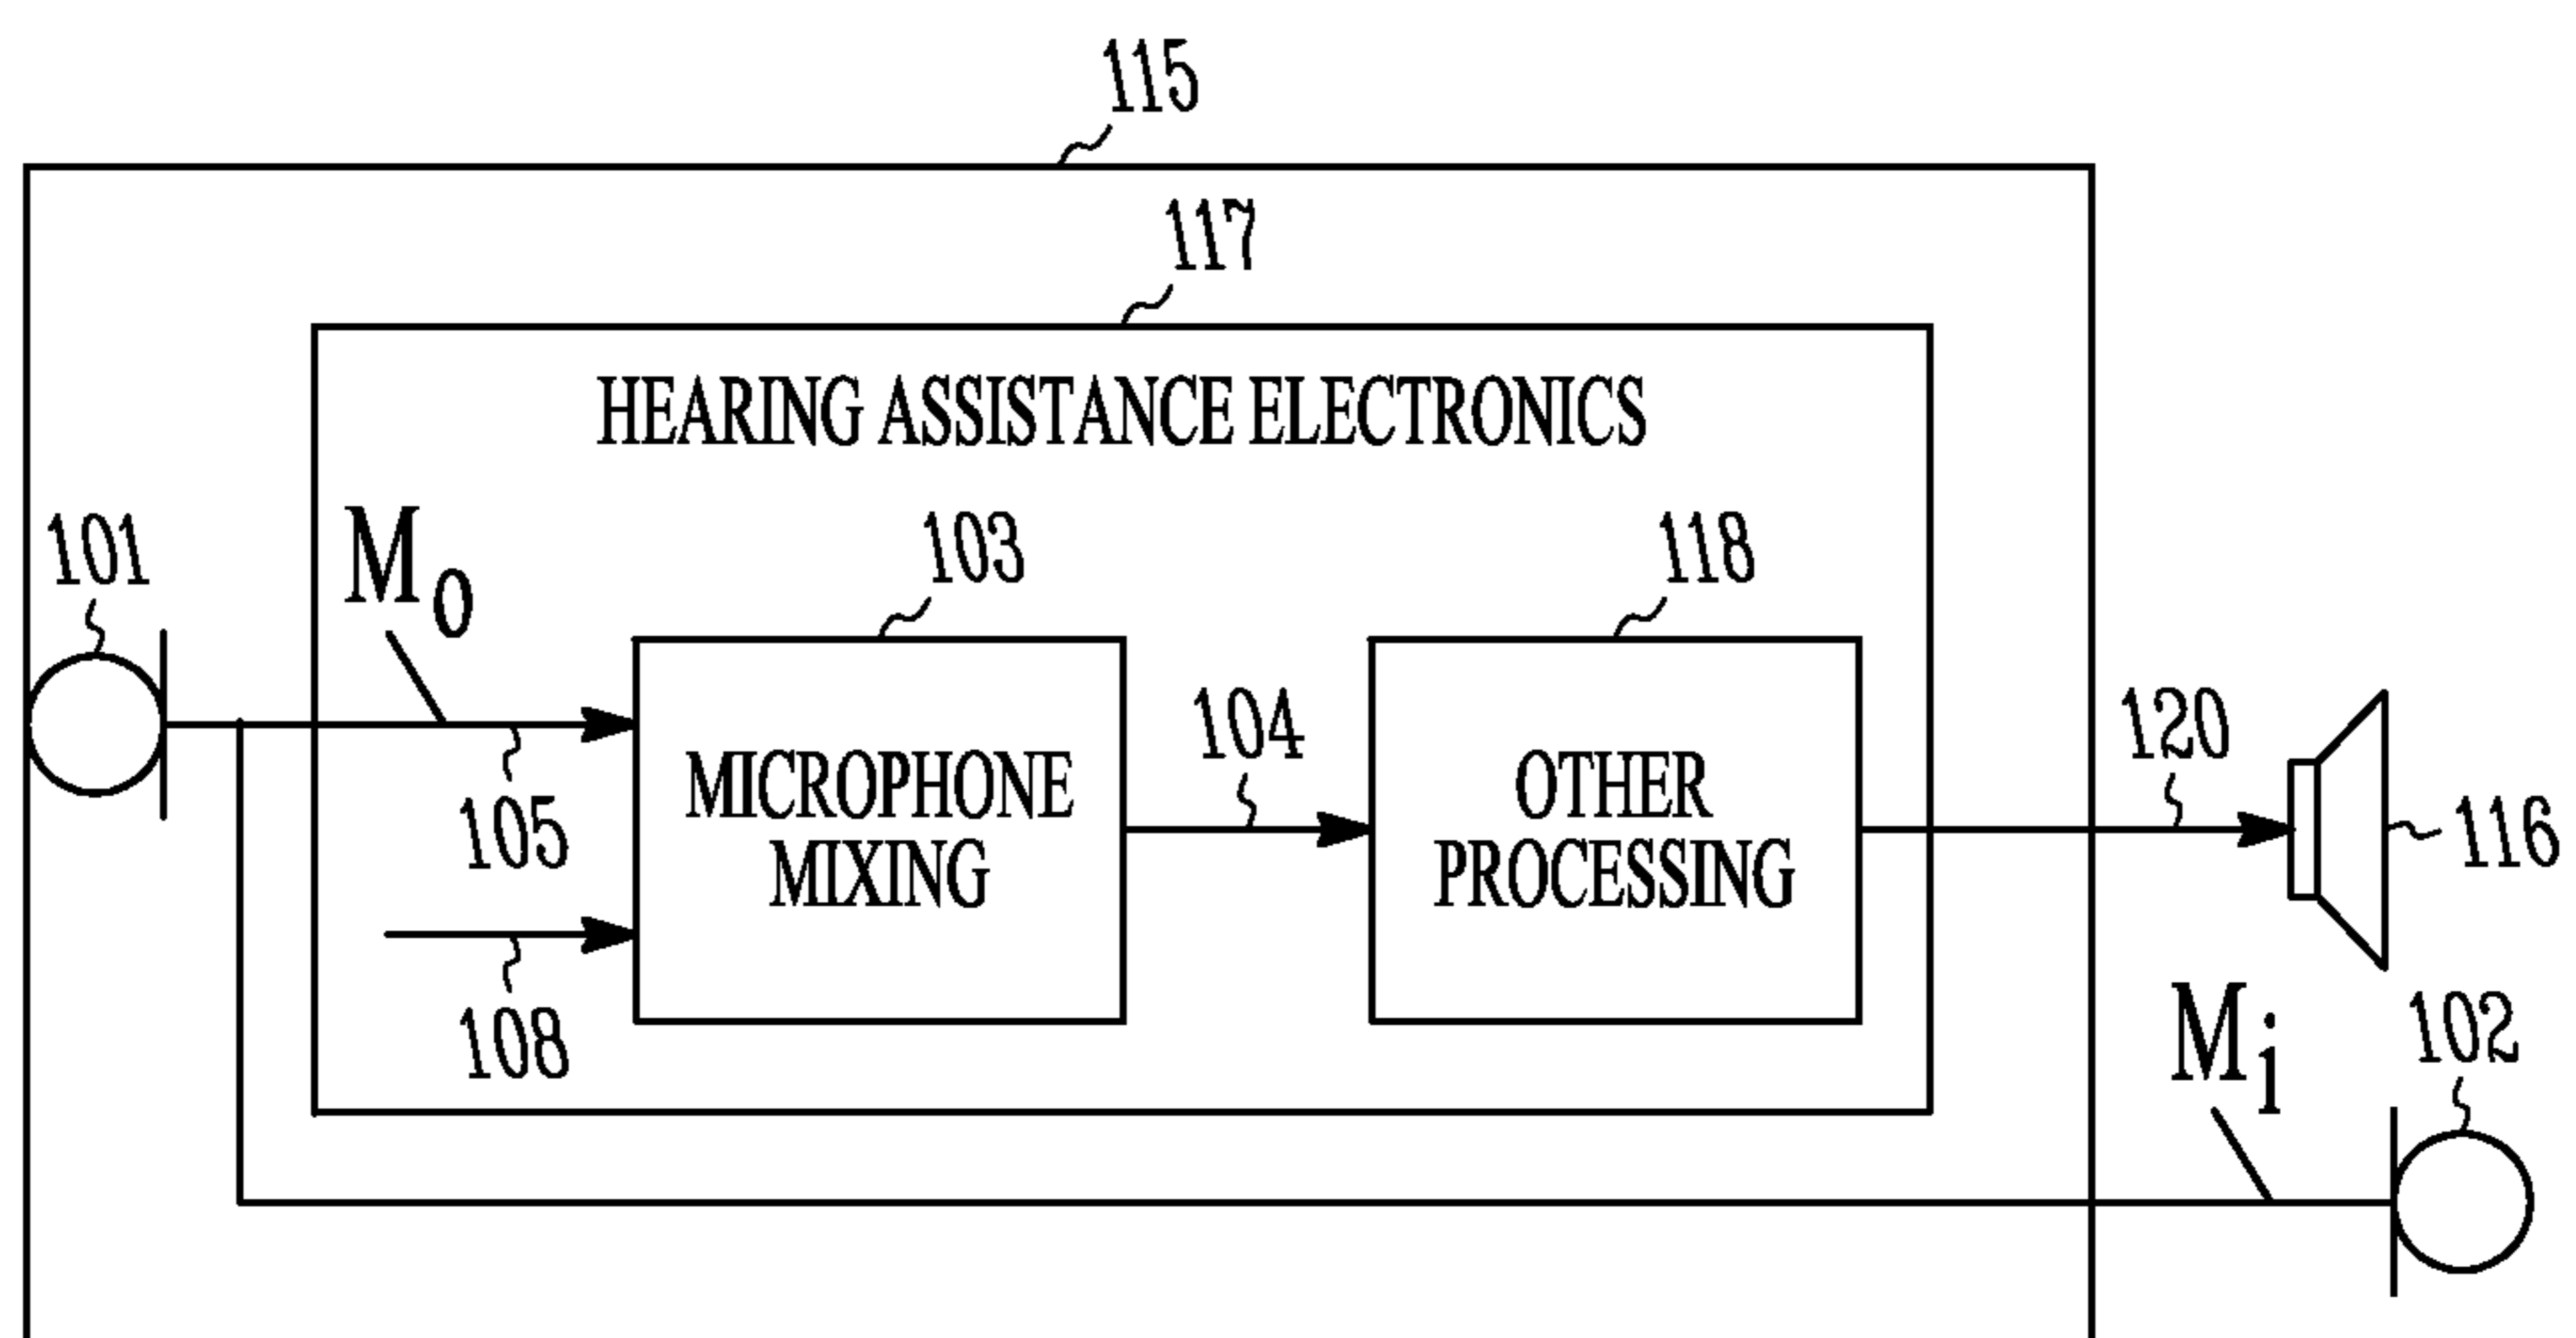 115
117
HEARING ASSISTANCE ELECTRONICS
101
Mo
103
118
105
MICROPHONE
MIXING
104
OTHER
PROCESSING
120
116
108
Mi
102